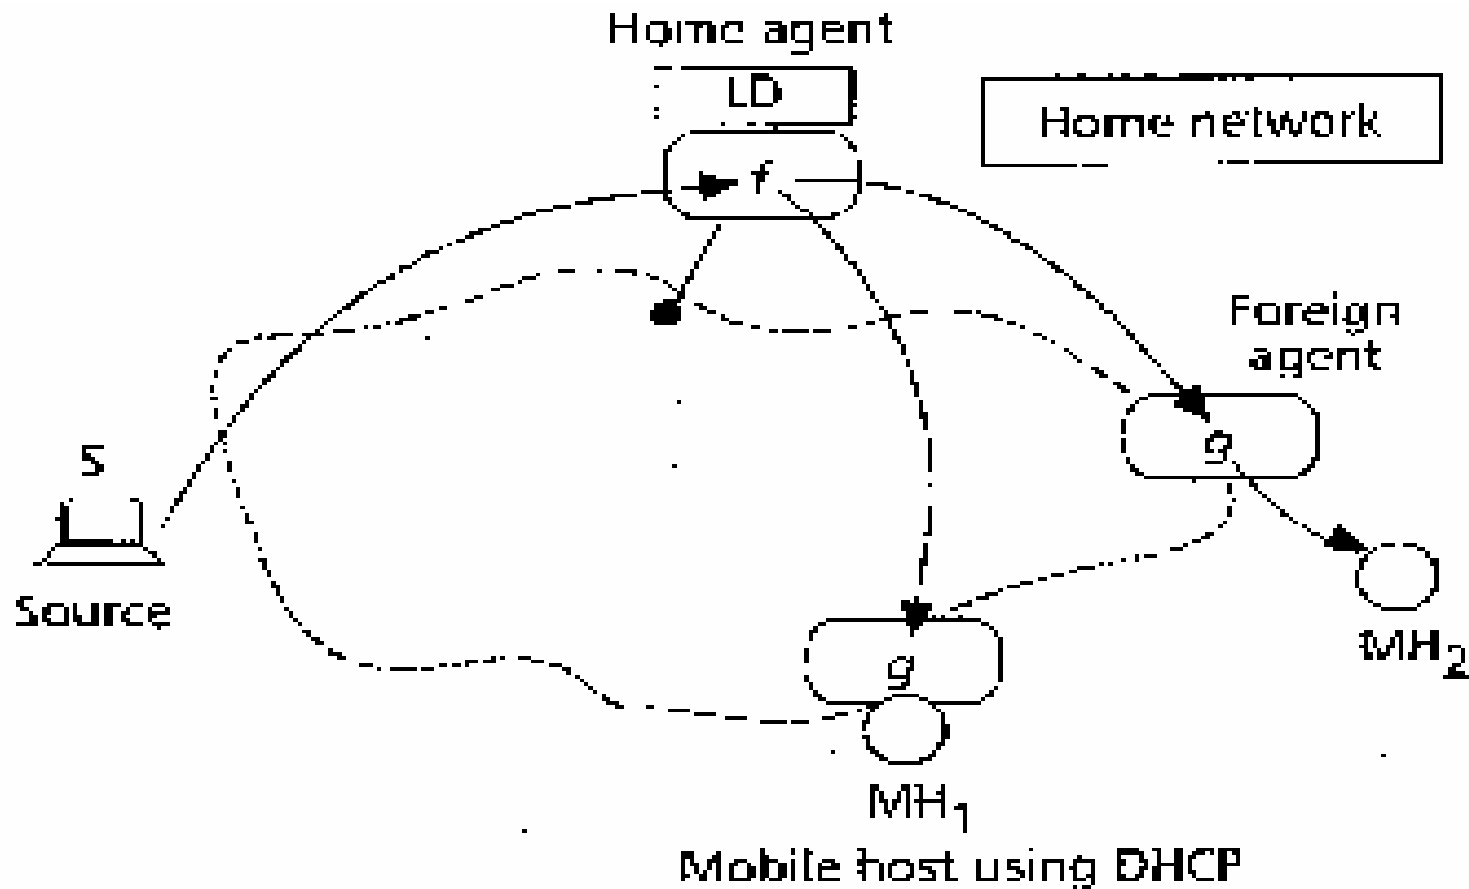 Home agent
LD
Home network
f
Foreign
agent
g
S
Source
MH2
g
MH1
Mobile host using DHCP